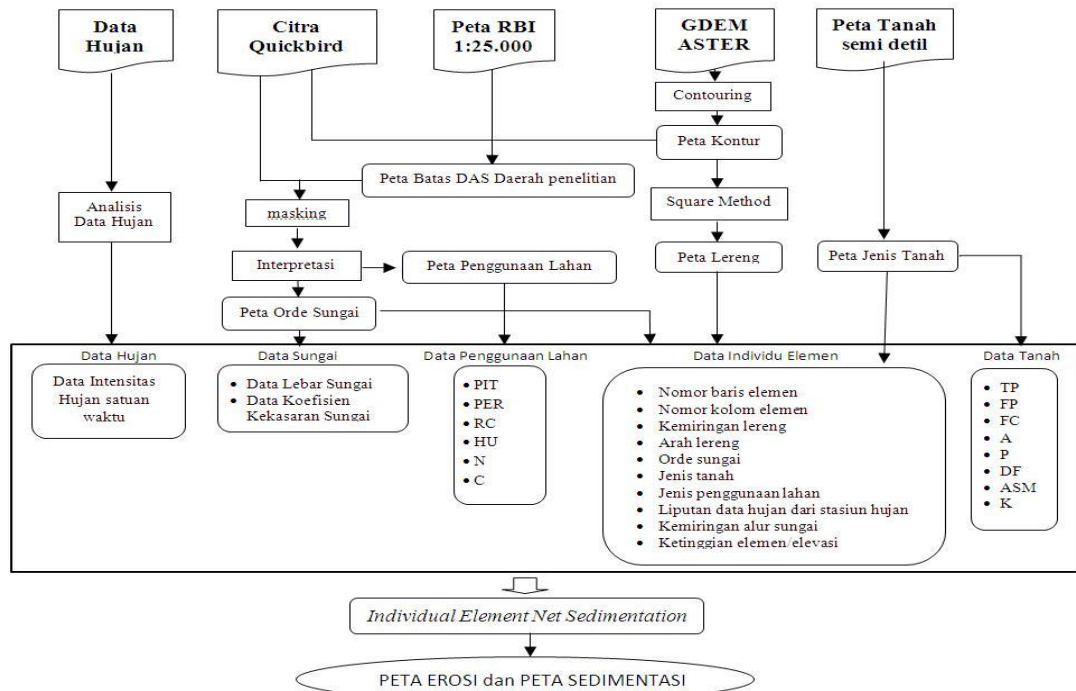 Data
Hujan
Citra
Quickbird
Peta RBI
1:25.000
GDEM
ASTER
Peta Tanah
semi detil
Contouring
Peta Kontur
Peta Batas DAS Daerah penelitian
Analisis
Data Hujan
masking
Square Method
Interpretasi
Peta Penggunaan Lahan
Peta Lereng
Peta Jenis Tanah
Peta Orde Sungai
Data Hujan
Data Intensitas
Hujan satuan
waktu
Data Sungai
• Data Lebar Sungai
• Data Koefisien
Kekasaran Sungai
Data Penggunaan Lahan
• PIT
• PER
• RC
• HU
• N
• C
Data Individu Elemen
• Nomor baris elemen
• Nomor kolom elemen
• Kemiringan lereng
• Arah lereng
• Orde sungai
• Jenis tanah
• Jenis penggunaan lahan
• Liputan data hujan dari stasiun hujan
• Kemiringan alur sungai
• Ketinggian elemen/elevasi
Data Tanah
• TP
• FP
• FC
• A
• P
• DF
• ASM
• K
Individual Element Net Sedimentation
PETA EROSI dan PETA SEDIMENTASI